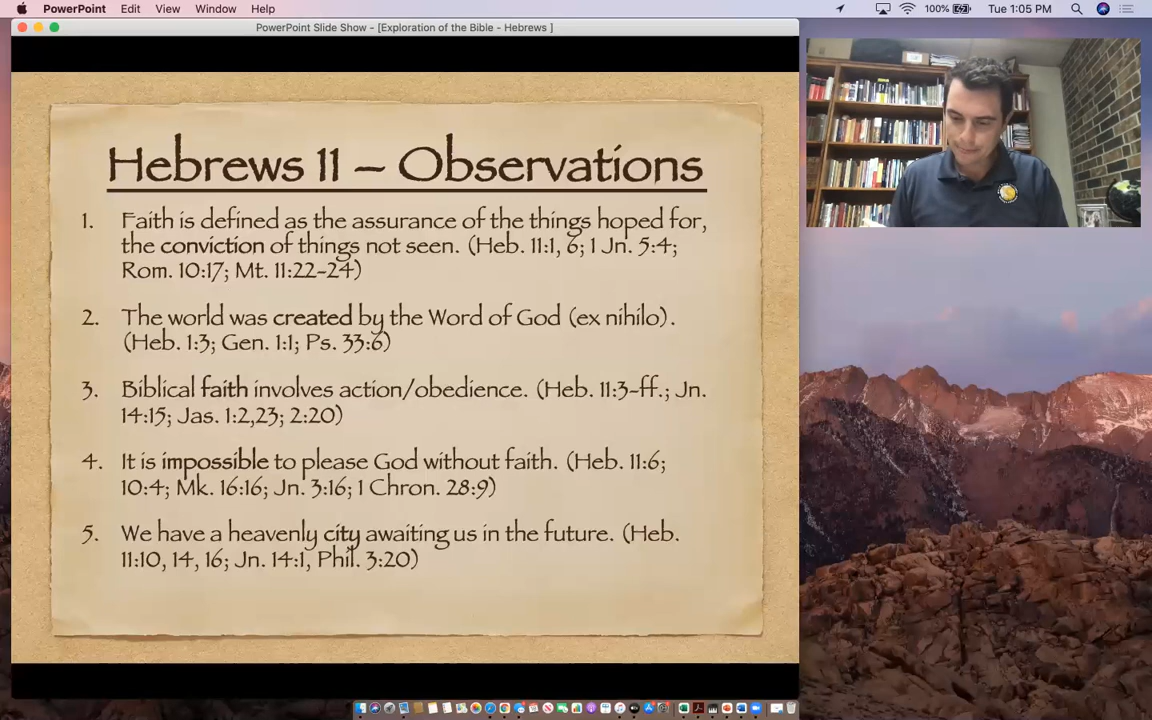 PowerPoint Edit View Window Help 100% Tue 1:05 PM
PowerPoint Slide Show - [Exploration of the Bible - Hebrews ]
Hebrews 11 – Observations
1. Faith is defined as the assurance of the things hoped for,
the conviction of things not seen. (Heb. 11:1, 6; 1 Jn. 5:4;
Rom. 10:17; Mt. 11:22-24)
2. The world was created by the Word of God (ex nihilo).
(Heb. 1:3; Gen. 1:1; Ps. 33:6)
3. Biblical faith involves action/obedience. (Heb. 11:3-ff.; Jn.
14:15; Jas. 1:2,23; 2:20)
4. It is impossible to please God without faith. (Heb. 11:6;
10:4; Mk. 16:16; Jn. 3:16; 1 Chron. 28:9)
5. We have a heavenly city awaiting us in the future. (Heb.
11:10, 14, 16; Jn. 14:1, Phil. 3:20)